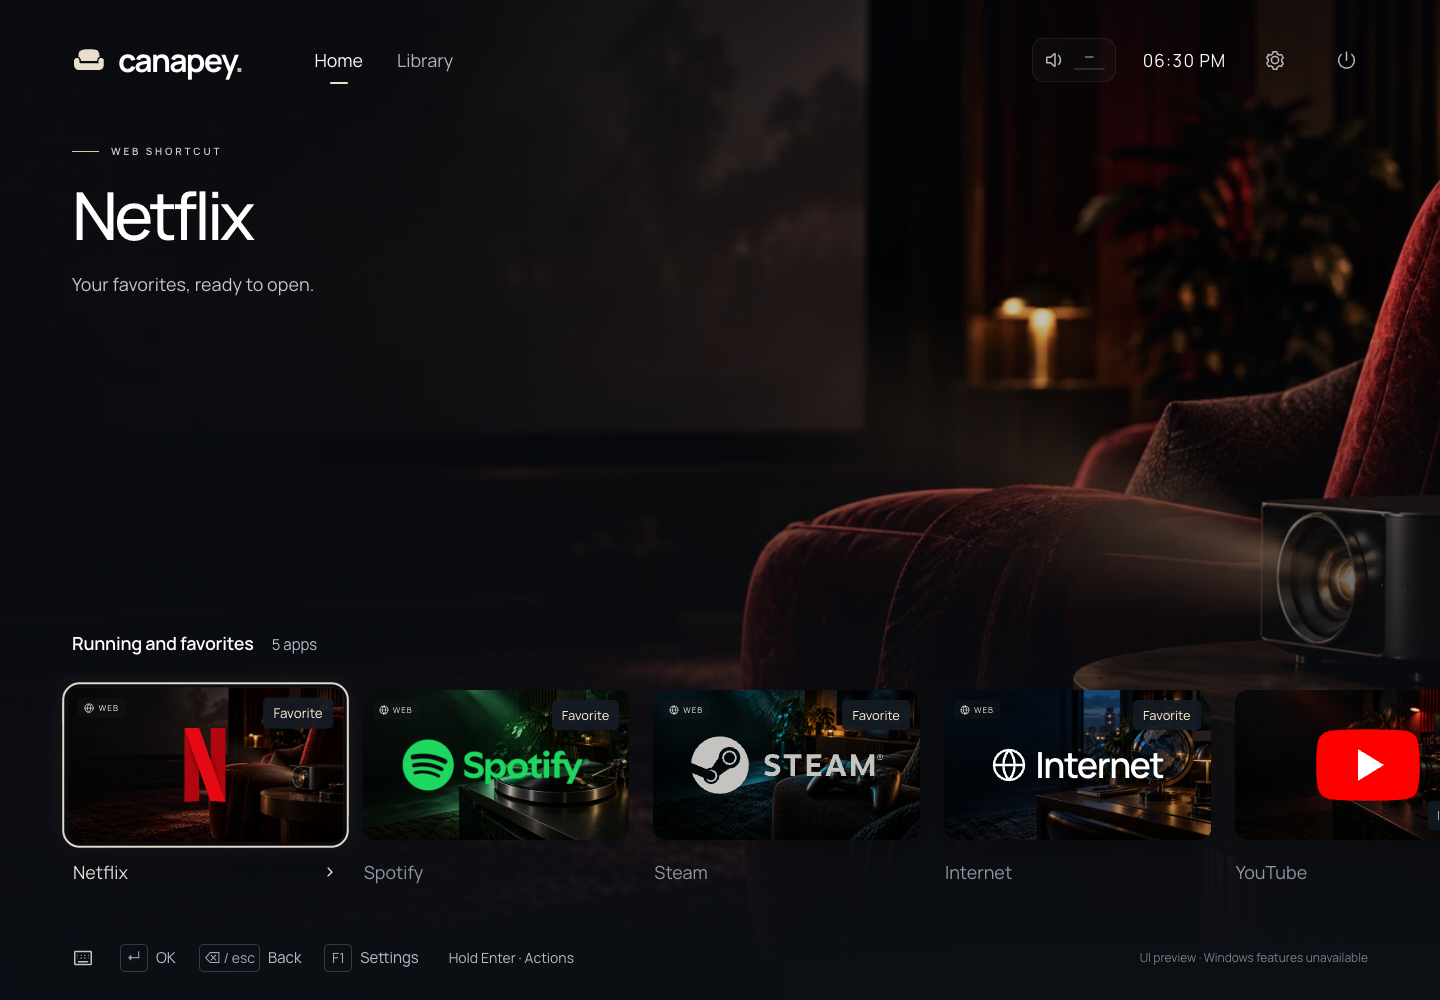 canapey.
Home
Library
06:30 PM
WEB SHORTCUT
Netflix
Your favorites, ready to open.
Running and favorites
5 apps
WEB
Favorite
WEB
Favorite
Spotify
WEB
Favorite
STEAM®
WEB
Favorite
Internet
Netflix
Spotify
Steam
Internet
YouTube
OK
/ esc
Back
F1
Settings
Hold Enter · Actions
UI preview · Windows features unavailable